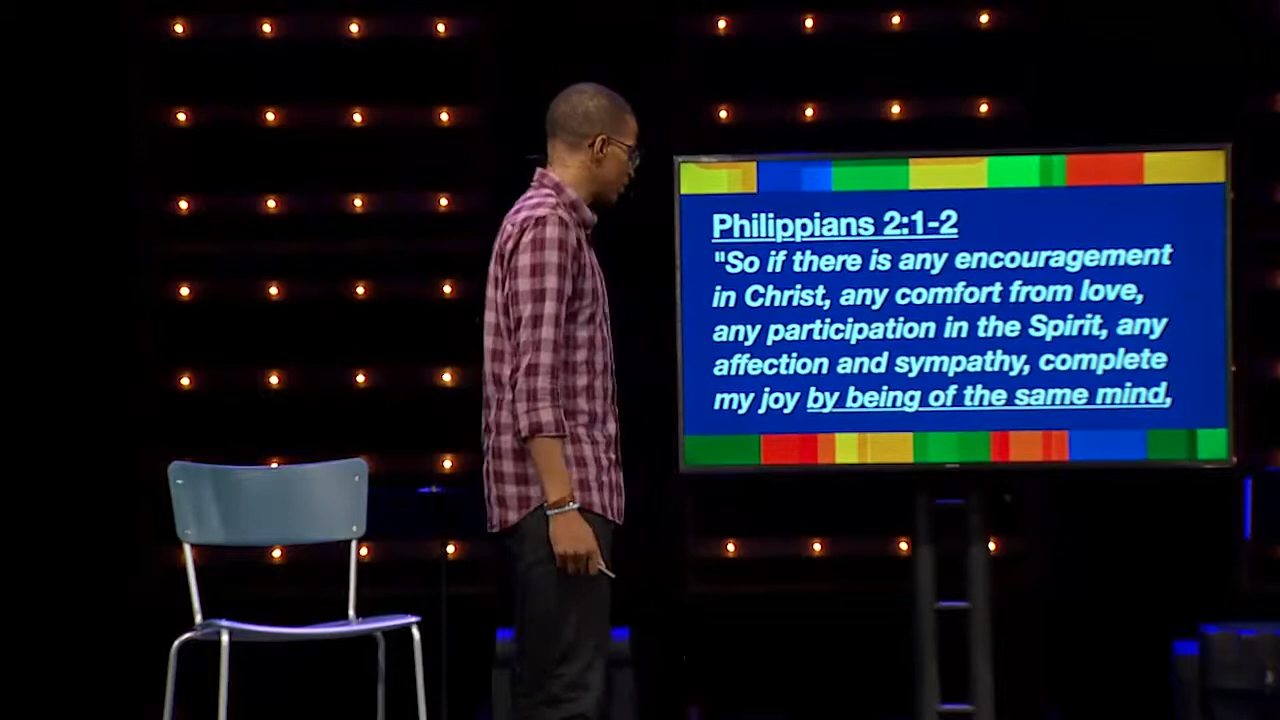 Philippians 2:1-2
"So if there is any encouragement
in Christ, any comfort from love,
any participation in the Spirit, any
affection and sympathy, complete
my joy by being of the same mind,